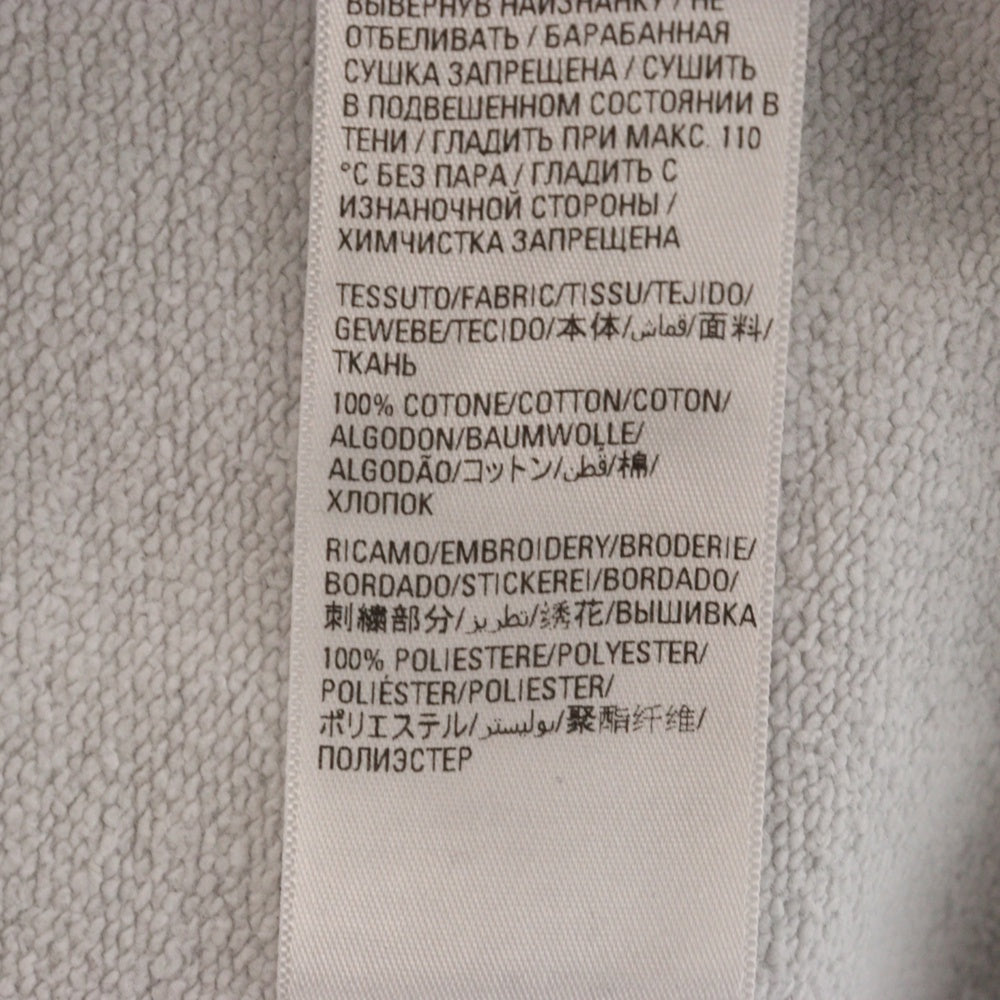 ВЫВЕРНУВ НАИЗНАНКУ / НЕ
ОТБЕЛИВАТЬ / БАРАБАННАЯ
СУШКА ЗАПРЕЩЕНА / СУШИТЬ
В ПОДВЕШЕННОМ СОСТОЯНИИ В
ТЕНИ / ГЛАДИТЬ ПРИ МАКС. 110
°С БЕЗ ПАРА / ГЛАДИТЬ С
ИЗНАНОЧНОЙ СТОРОНЫ /
ХИМЧИСТКА ЗАПРЕЩЕНА
TESSUTO/FABRIC/TISSU/TEJIDO/
GEWEBE/TECIDO/本体/قماش/面料/
ТКАНЬ
100% COTONE/COTTON/COTON/
ALGODON/BAUMWOLLE/
ALGODÃO/コットン/قطن/棉/
ХЛОПОК
RICAMO/EMBROIDERY/BRODERIE/
BORDADO/STICKEREI/BORDADO/
刺繍部分/تطريز/绣花/ВЫШИВКА
100% POLIESTERE/POLYESTER/
POLIÉSTER/POLIESTER/
ポリエステル/بوليستر/聚酯纤维/
ПОЛИЭСТЕР